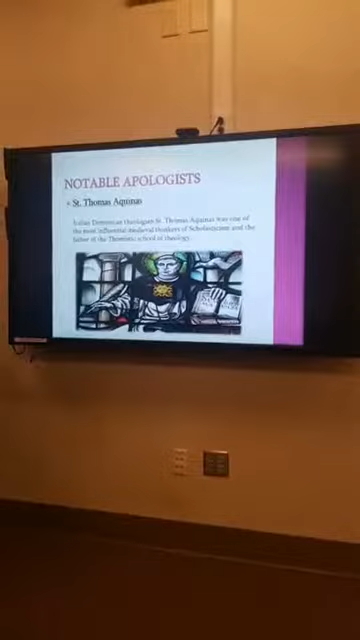 NOTABLE APOLOGISTS
St. Thomas Aquinas
Italian Dominican theologian St. Thomas Aquinas was one of
the most influential medieval thinkers of Scholasticism and the
father of the Thomistic school of theology.